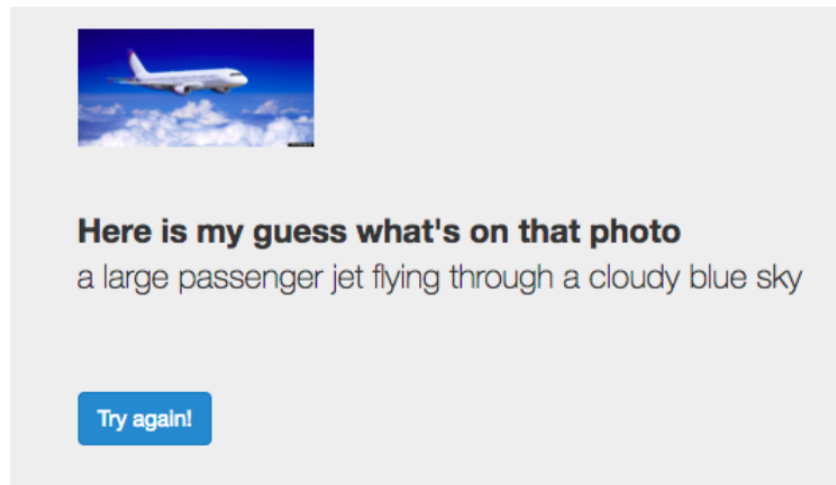 Here is my guess what's on that photo
a large passenger jet flying through a cloudy blue sky
Try again!